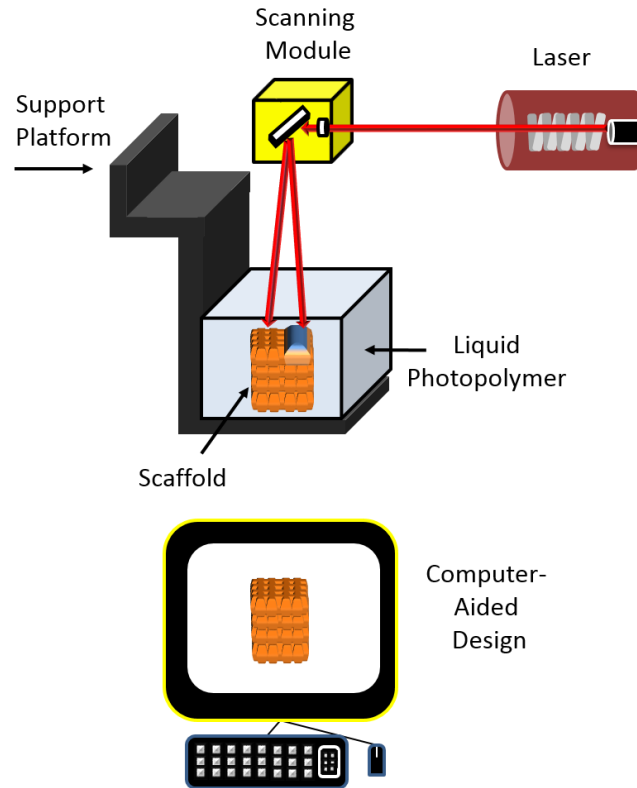 Scanning
Module
Laser
Support
Platform
Liquid
Photopolymer
Scaffold
Computer-
Aided
Design